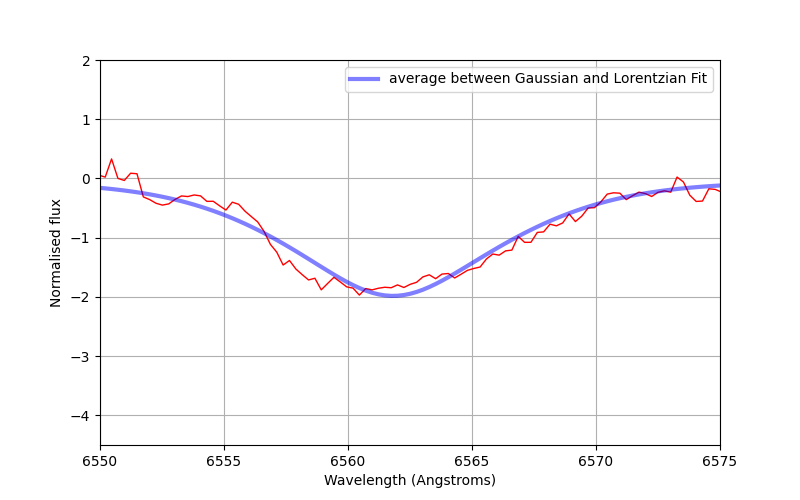 average between Gaussian and Lorentzian Fit
2
1
0
−1
−2
−3
−4
Normalised flux
6550 6555 6560 6565 6570 6575
Wavelength (Angstroms)